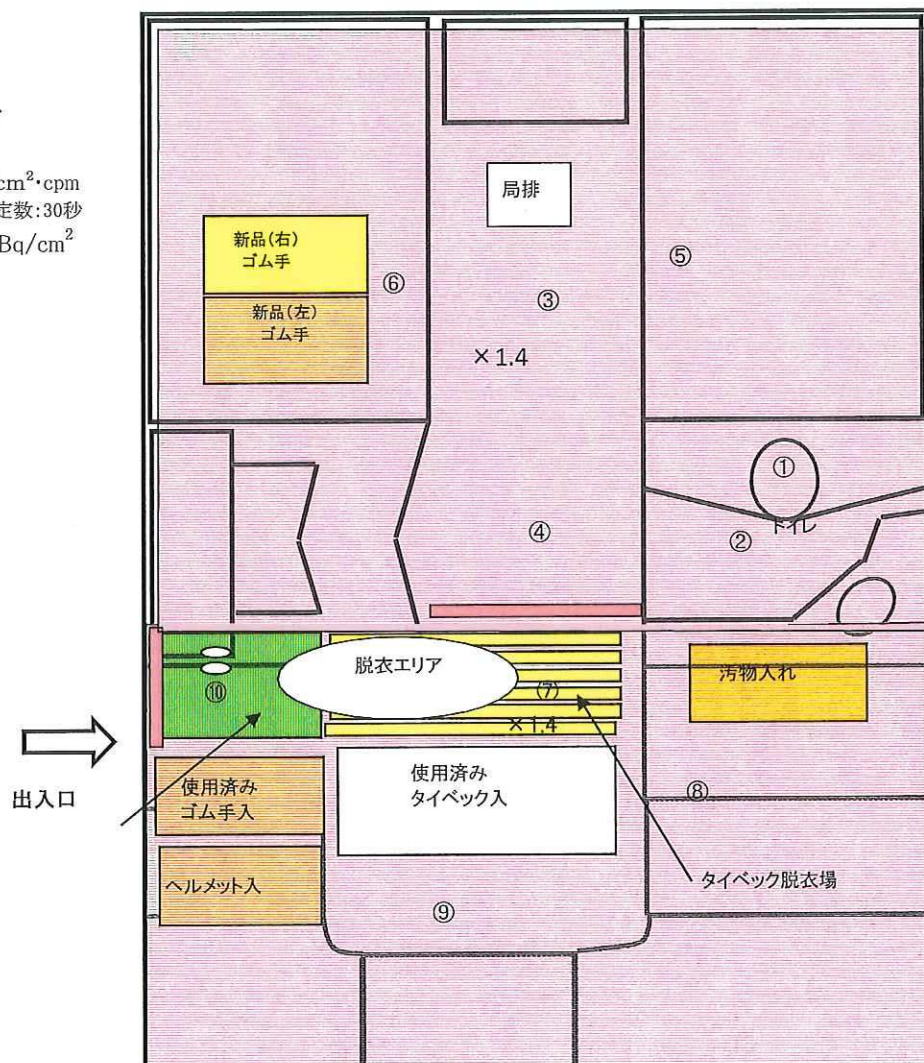 cm²・cpm
定数:30秒
Bq/cm²
局排
新品(右)
ゴム手
⑥
⑤
③
新品(左)
ゴム手
×1.4
①
④
②
トイレ
脱衣エリア
汚物入れ
⑩
(7)
×1.4
出入口
使用済み
ゴム手入
使用済み
タイベック入
⑧
ヘルメット入
タイベック脱衣場
⑨